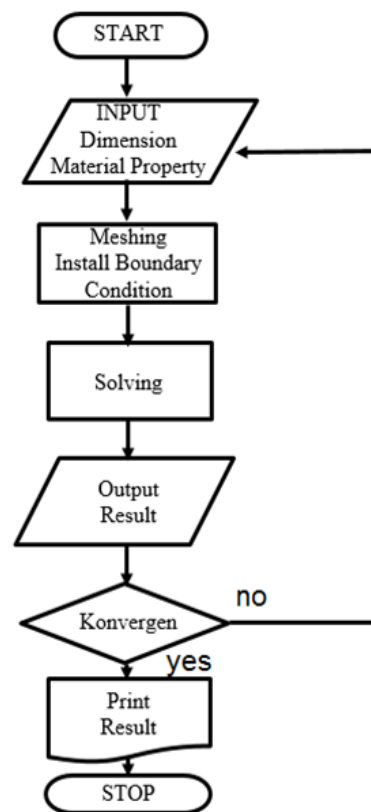 START
INPUT
Dimension
Material Property
Meshing
Install Boundary
Condition
Solving
Output
Result
Konvergen
no
yes
Print
Result
STOP